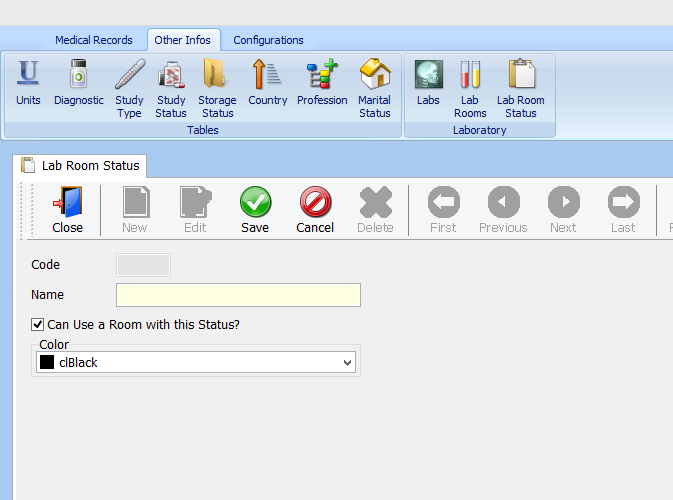 Medical Records Other Infos Configurations
Units Diagnostic Study Type Study Status Storage Status Country Profession Marital Status Labs Lab Rooms Lab Room Status
Tables Laboratory
Lab Room Status
Close New Edit Save Cancel Delete First Previous Next Last
Code
Name
Can Use a Room with this Status?
Color
clBlack